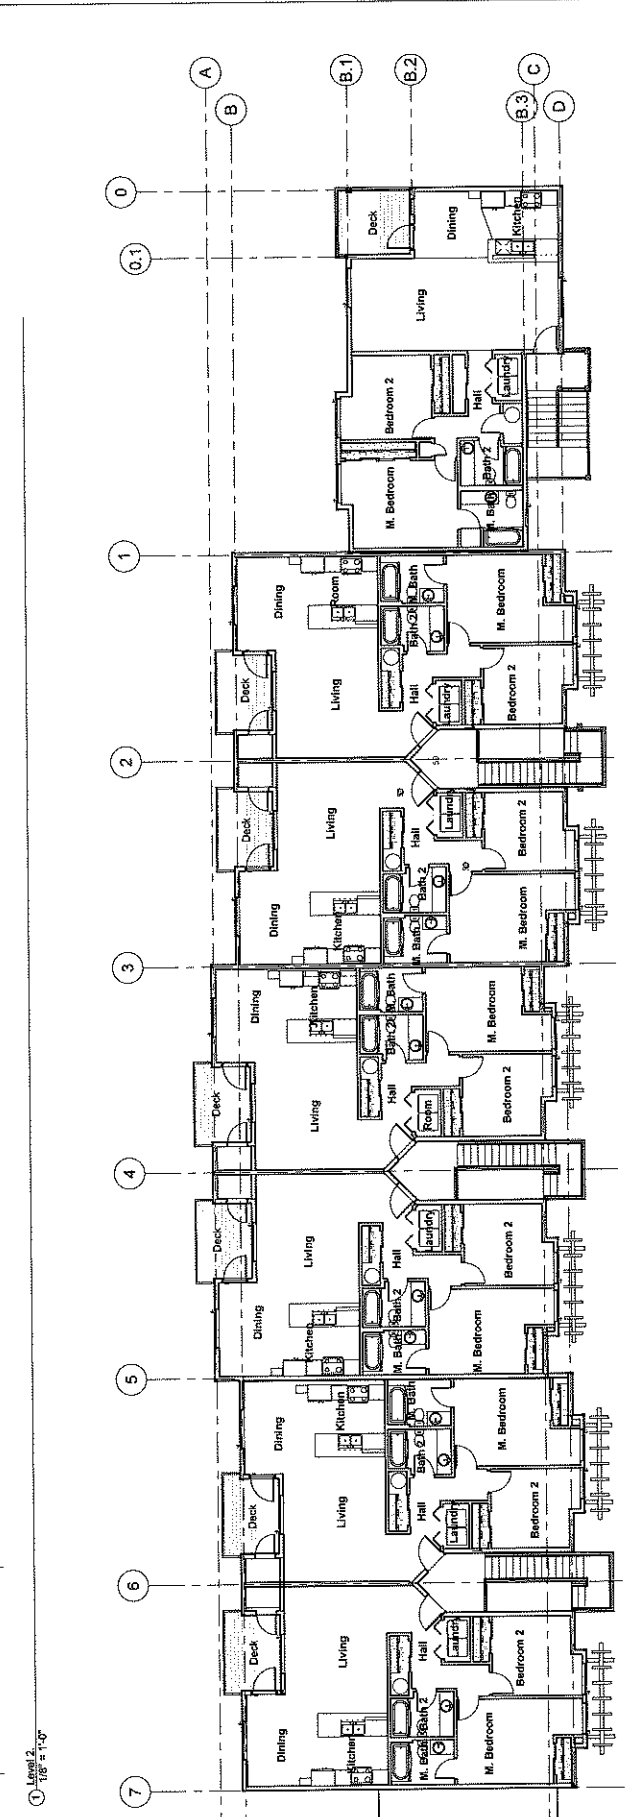 A
B
B.1
B.2
B.3
C
D
0
0.1
Deck
Dining
Kitchen
Living
Bedroom 2
Hall
Laundry
M. Bedroom
Bath 2
M. Bath
1
Dining
Room
M. Bath
Bath 2
M. Bedroom
Deck
Living
Hall
Laundry
Bedroom 2
2
SD
SD
Deck
Living
Hall
Laundry
Bedroom 2
Dining
Kitchen
Bath 2
M. Bath
M. Bedroom
SD
3
Dining
Kitchen
M. Bath
Bath 2
M. Bedroom
Deck
Living
Hall
Room
Bedroom 2
4
Deck
Living
Hall
Laundry
Bedroom 2
Dining
Kitchen
Bath 2
M. Bath
M. Bedroom
5
Dining
Kitchen
M. Bath
Bath 2
M. Bedroom
Deck
Living
Hall
Laundry
Bedroom 2
6
Deck
Living
Hall
Laundry
Bedroom 2
Dining
Kitchen
Bath 2
M. Bath
M. Bedroom
7
1 Level 2
1/8" = 1'-0"